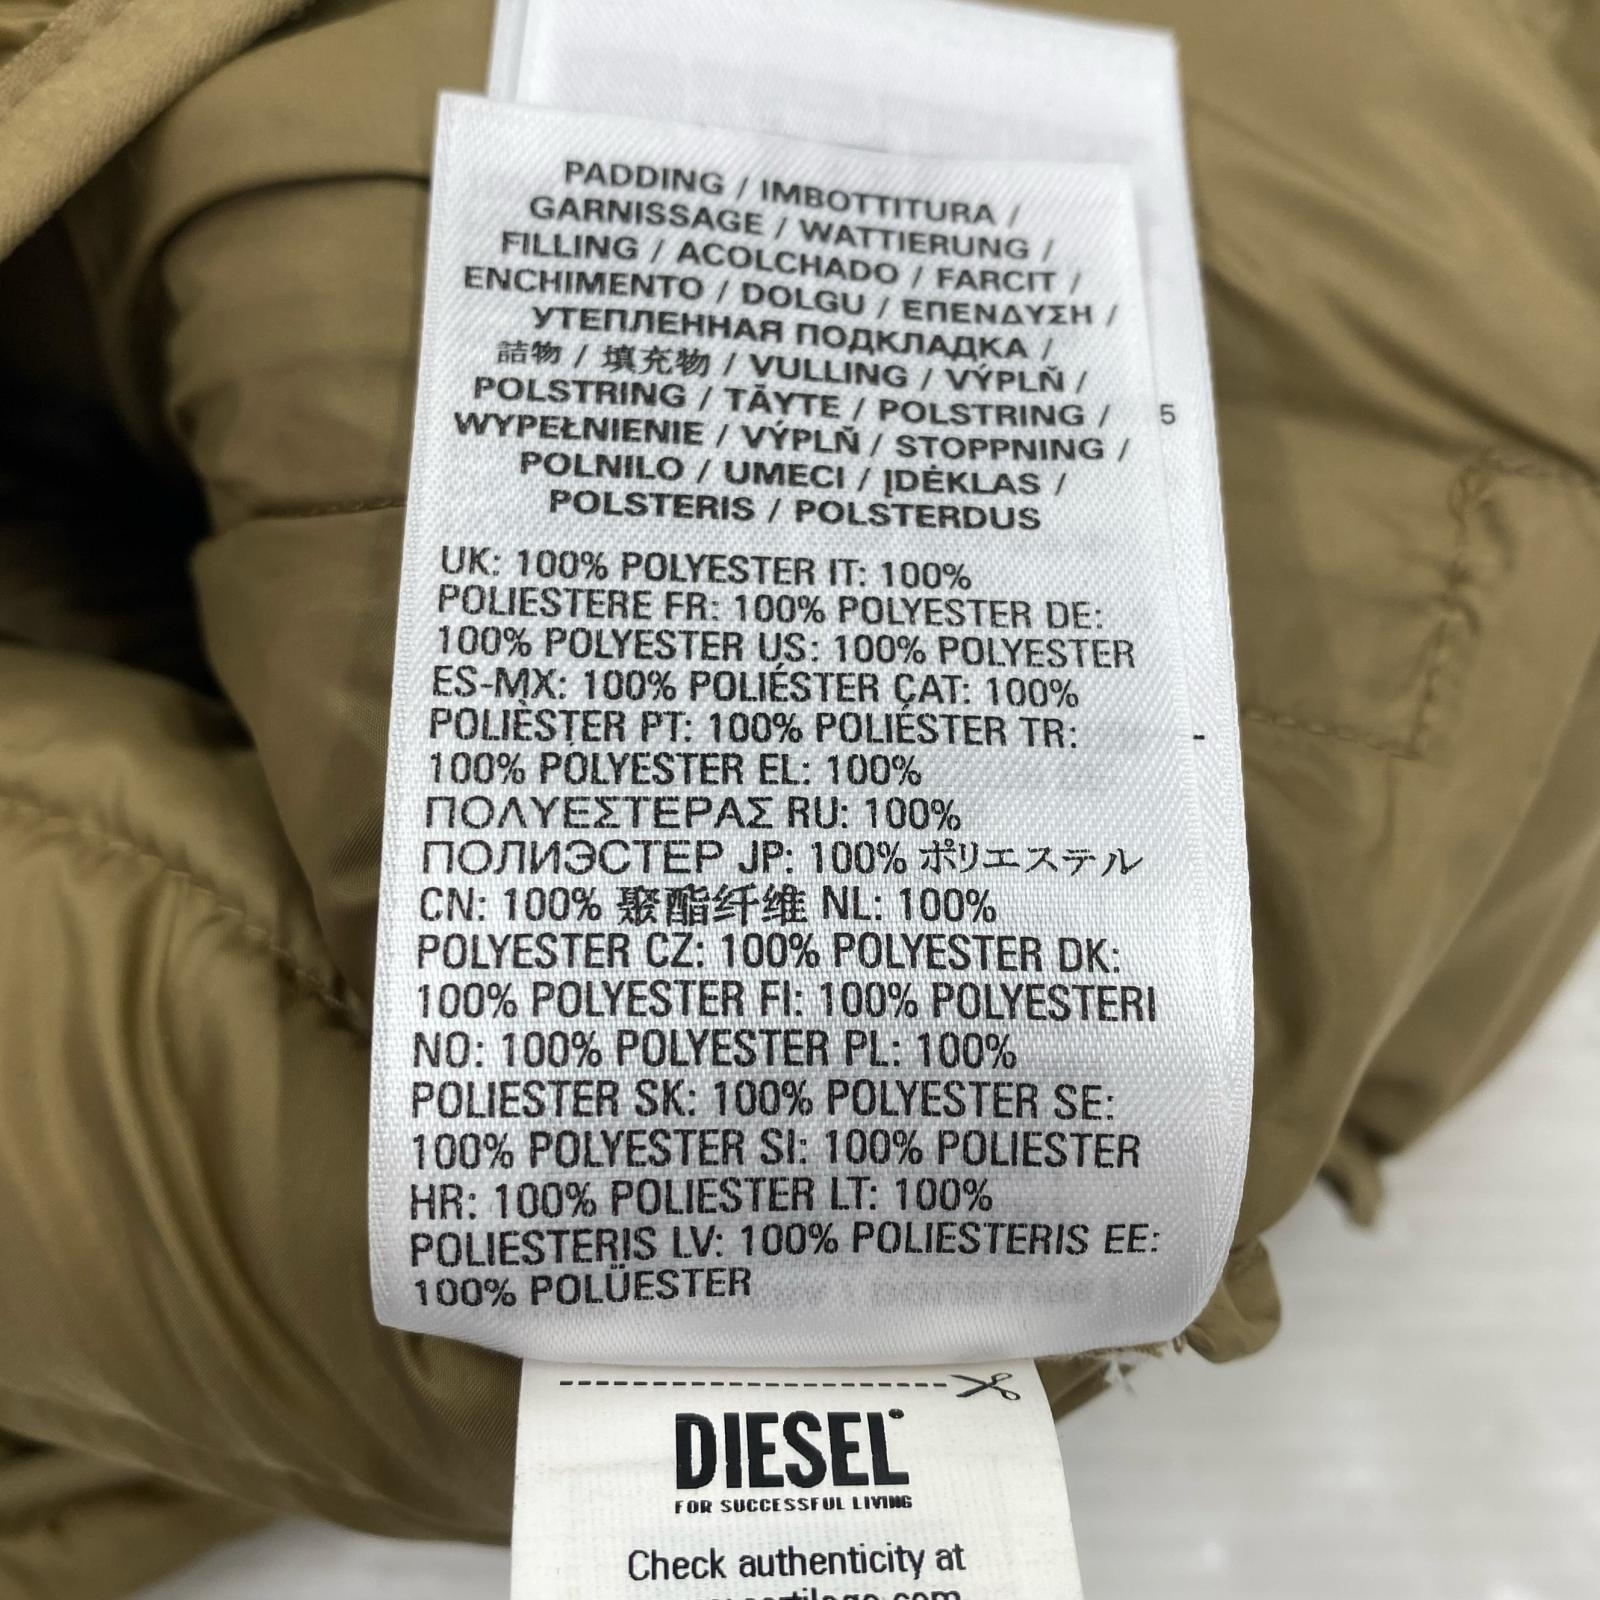 PADDING / IMBOTTITURA /
GARNISSAGE / WATTIERUNG /
FILLING / ACOLCHADO / FARCIT /
ENCHIMENTO / DOLGU / ΕΠΕΝΔΥΣΗ /
УТЕПЛЕННАЯ ПОДКЛАДКА /
詰物 / 填充物 / VULLING / VÝPLŇ /
POLSTRING / TÄYTE / POLSTRING /
WYPEŁNIENIE / VÝPLŇ / STOPPNING /
POLNILO / UMECI / ĮDĖKLAS /
POLSTERIS / POLSTERDUS
UK: 100% POLYESTER IT: 100%
POLIESTERE FR: 100% POLYESTER DE:
100% POLYESTER US: 100% POLYESTER
ES-MX: 100% POLIÉSTER CAT: 100%
POLIÈSTER PT: 100% POLIÉSTER TR:
100% POLYESTER EL: 100%
ΠΟΛΥΕΣΤΕΡΑΣ RU: 100%
ПОЛИЭСТЕР JP: 100% ポリエステル
CN: 100% 聚酯纤维 NL: 100%
POLYESTER CZ: 100% POLYESTER DK:
100% POLYESTER FI: 100% POLYESTERI
NO: 100% POLYESTER PL: 100%
POLIESTER SK: 100% POLYESTER SE:
100% POLYESTER SI: 100% POLIESTER
HR: 100% POLIESTER LT: 100%
POLIESTERIS LV: 100% POLIESTERIS EE:
100% POLÜESTER
5
-
DIESEL
FOR SUCCESSFUL LIVING
Check authenticity at